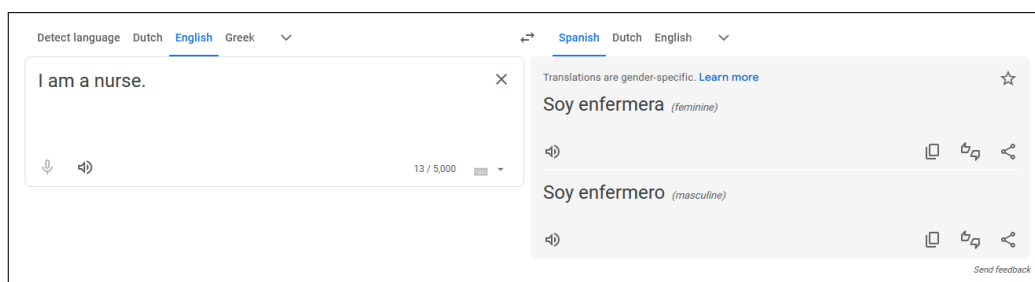 Detect language Dutch English Greek
Spanish Dutch English
I am a nurse.
13 / 5,000
Translations are gender-specific. Learn more
Soy enfermera (feminine)
Soy enfermero (masculine)
Send feedback